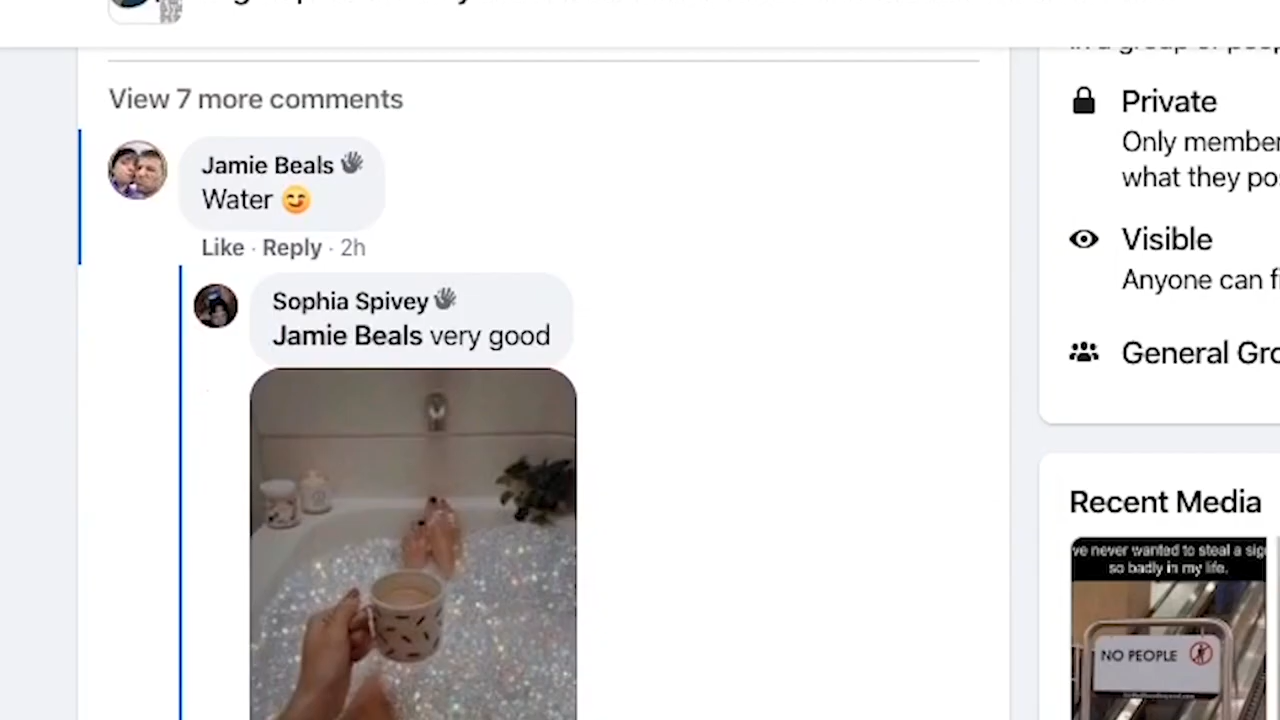 View 7 more comments
Jamie Beals
Water 😊
Like · Reply · 2h
Sophia Spivey
Jamie Beals very good
Private
Only member
what they po
Visible
Anyone can fi
General Gro
Recent Media
ve never wanted to steal a sig
so badly in my life.
NO PEOPLE